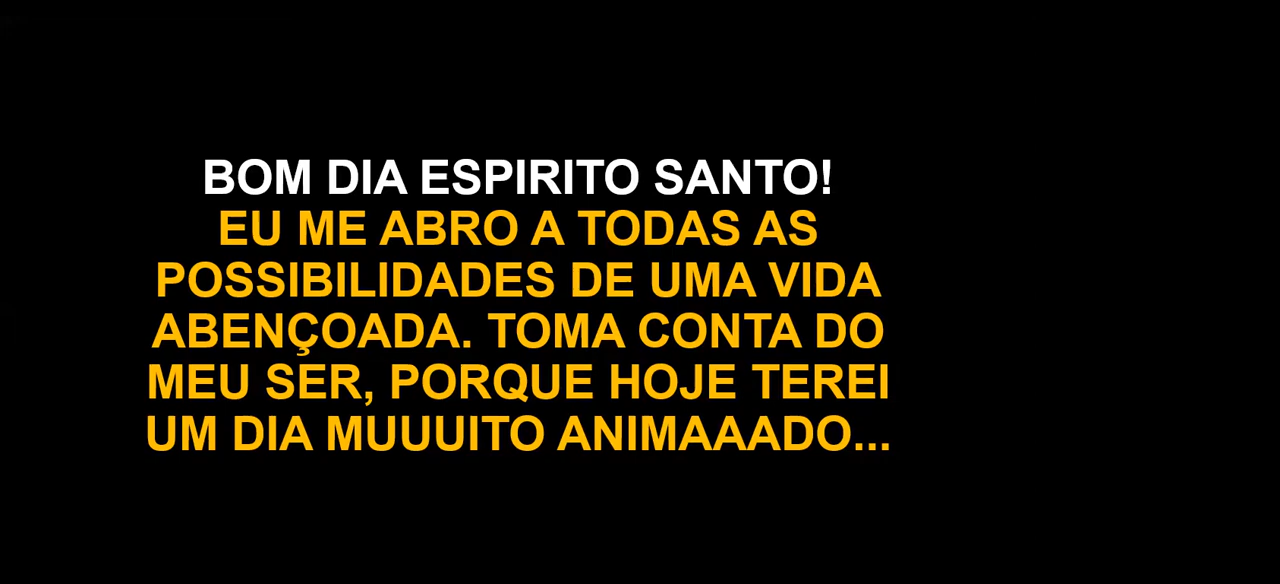 BOM DIA ESPIRITO SANTO!
EU ME ABRO A TODAS AS
POSSIBILIDADES DE UMA VIDA
ABENÇOADA. TOMA CONTA DO
MEU SER, PORQUE HOJE TEREI
UM DIA MUUUITO ANIMAAADO...